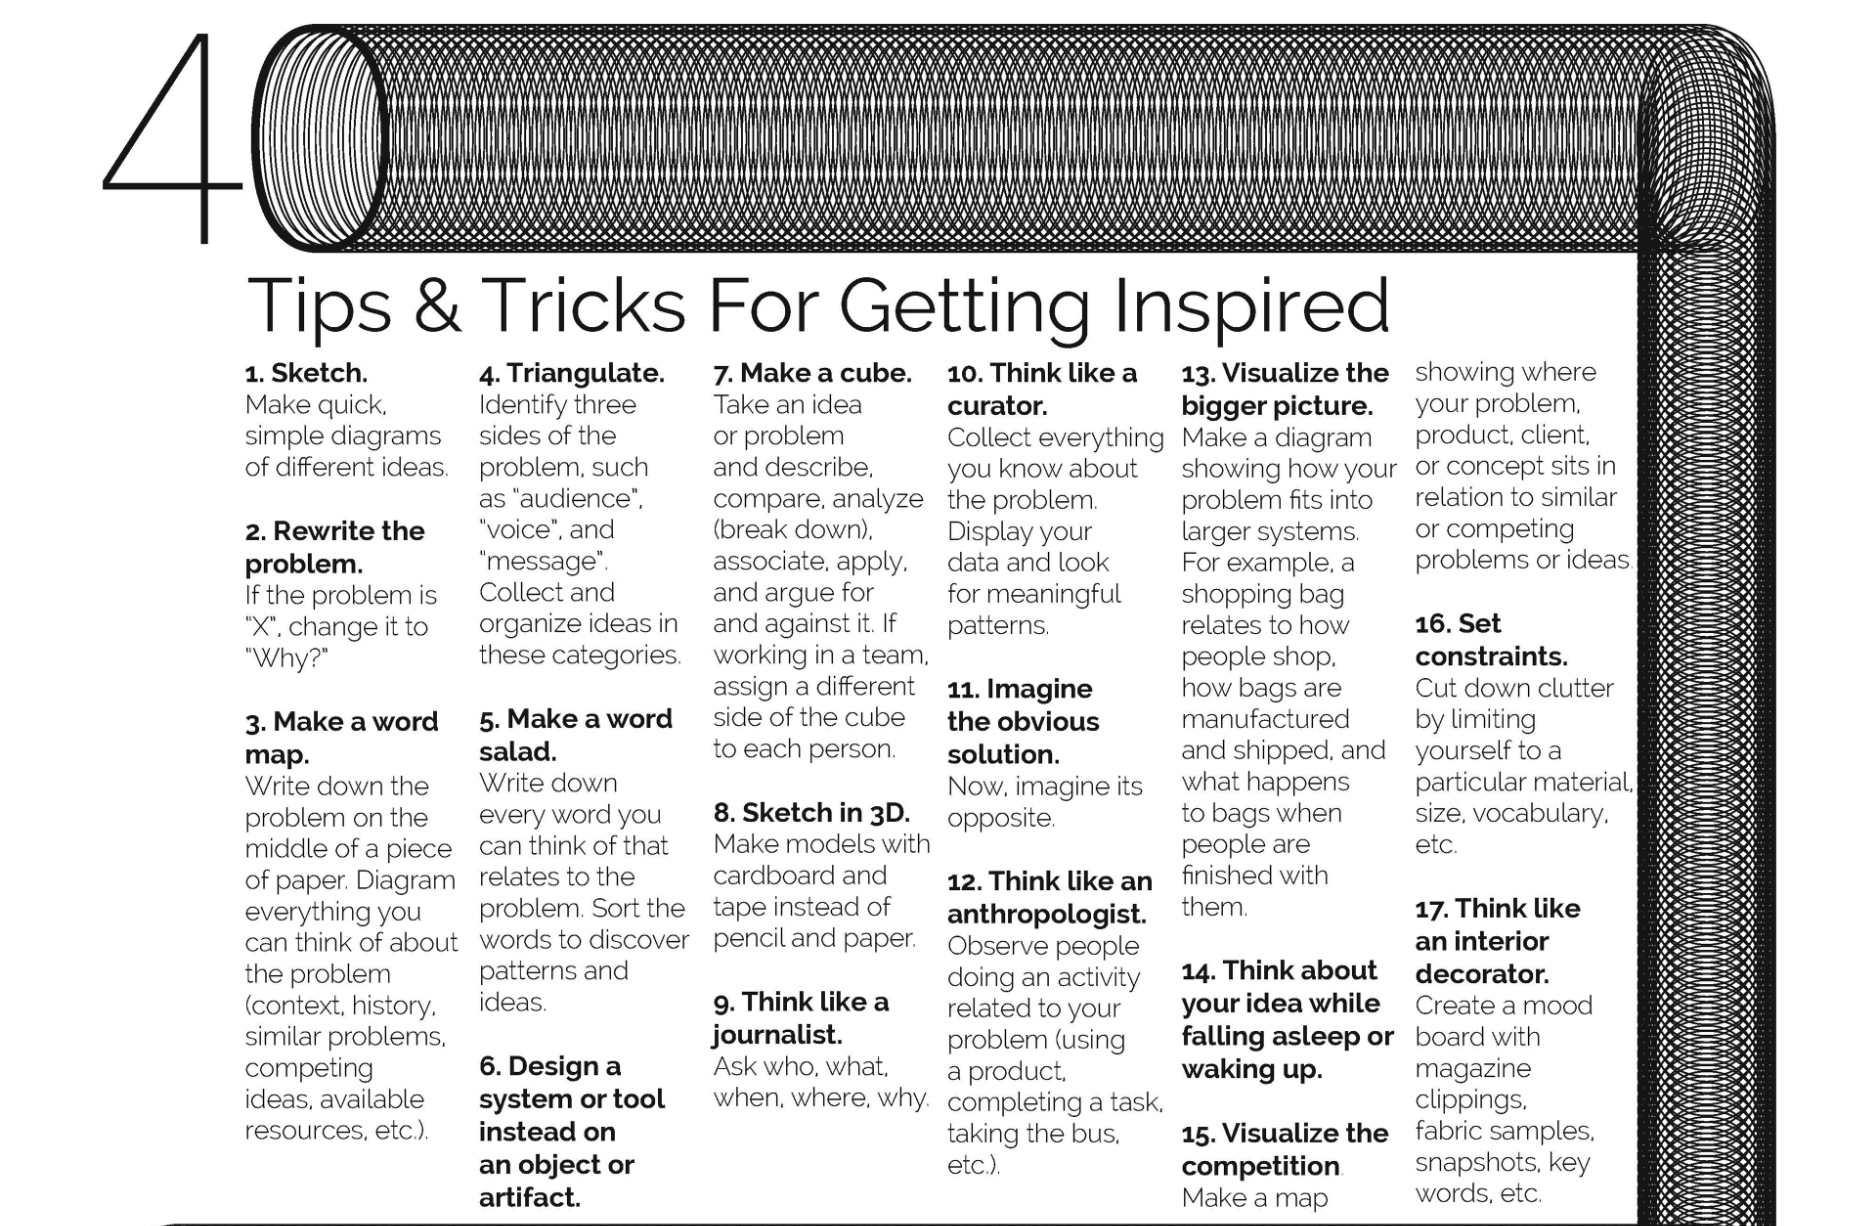 4
Tips & Tricks For Getting Inspired
1. Sketch.
Make quick,
simple diagrams
of different ideas.
2. Rewrite the
problem.
If the problem is
"X", change it to
"Why?"
3. Make a word
map.
Write down the
problem on the
middle of a piece
of paper. Diagram
everything you
can think of about
the problem
(context, history,
similar problems,
competing
ideas, available
resources, etc.).
4. Triangulate.
Identify three
sides of the
problem, such
as "audience",
"voice", and
"message".
Collect and
organize ideas in
these categories.
5. Make a word
salad.
Write down
every word you
can think of that
relates to the
problem. Sort the
words to discover
patterns and
ideas.
6. Design a
system or tool
instead on
an object or
artifact.
7. Make a cube.
Take an idea
or problem
and describe,
compare, analyze
(break down),
associate, apply,
and argue for
and against it. If
working in a team,
assign a different
side of the cube
to each person.
8. Sketch in 3D.
Make models with
cardboard and
tape instead of
pencil and paper.
9. Think like a
journalist.
Ask who, what,
when, where, why.
10. Think like a
curator.
Collect everything
you know about
the problem.
Display your
data and look
for meaningful
patterns.
11. Imagine
the obvious
solution.
Now, imagine its
opposite.
12. Think like an
anthropologist.
Observe people
doing an activity
related to your
problem (using
a product,
completing a task,
taking the bus,
etc.).
13. Visualize the
bigger picture.
Make a diagram
showing how your
problem fits into
larger systems.
For example, a
shopping bag
relates to how
people shop,
how bags are
manufactured
and shipped, and
what happens
to bags when
people are
finished with
them.
14. Think about
your idea while
falling asleep or
waking up.
15. Visualize the
competition
Make a map
showing where
your problem,
product, client,
or concept sits in
relation to similar
or competing
problems or ideas.
16. Set
constraints.
Cut down clutter
by limiting
yourself to a
particular material,
size, vocabulary,
etc.
17. Think like
an interior
decorator.
Create a mood
board with
magazine
clippings,
fabric samples,
snapshots, key
words, etc.